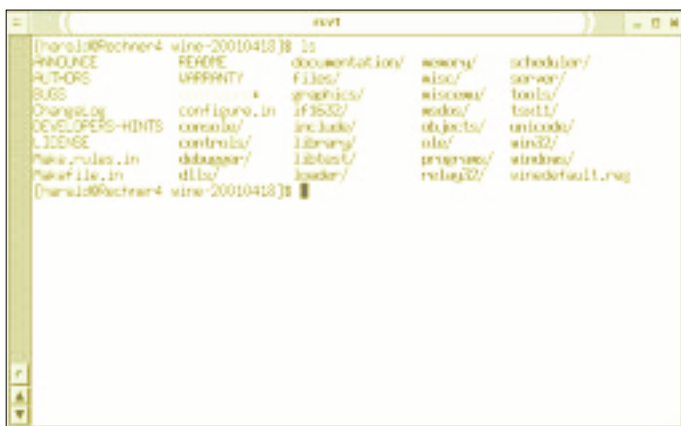 rxvt
[harald@Rechner4 wine-20010418]$ ls
ANNOUNCE README documentation/ memory/ scheduler/
AUTHORS WARRANTY files/ misc/ server/
BUGS * graphics/ miscemu/ tools/
ChangeLog configure.in if1632/ msdos/ tsx11/
DEVELOPERS-HINTS console/ include/ objects/ unicode/
LICENSE controls/ library/ ole/ win32/
Make.rules.in debugger/ libtest/ programs/ windows/
Makefile.in dlls/ loader/ relay32/ winedefault.reg
[harald@Rechner4 wine-20010418]$